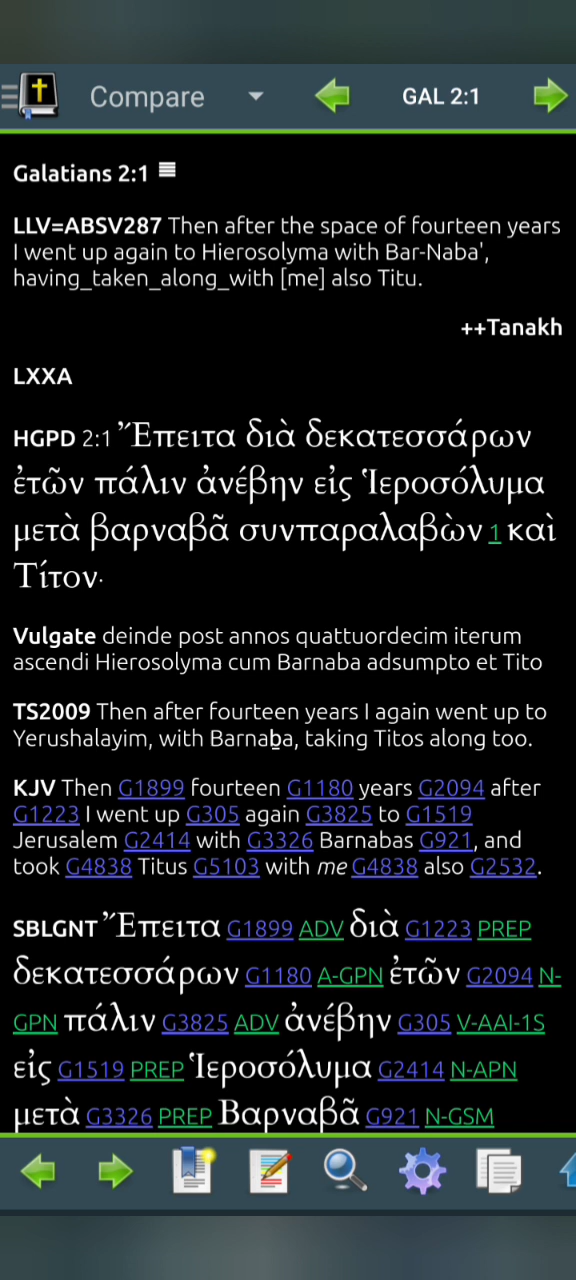 Compare
GAL 2:1
Galatians 2:1
LLV=ABSV287 Then after the space of fourteen years
I went up again to Hierosolyma with Bar-Naba',
having_taken_along_with [me] also Titu.
++Tanakh
LXXA
HGPD 2:1 Ἔπειτα διὰ δεκατεσσάρων
ἐτῶν πάλιν ἀνέβην εἰς Ἱεροσόλυμα
μετὰ βαρναβᾶ συνπαραλαβὼν 1 καὶ
Τίτον·
Vulgate deinde post annos quattuordecim iterum
ascendi Hierosolyma cum Barnaba adsumpto et Tito
TS2009 Then after fourteen years I again went up to
Yerushalayim, with Barnaḇa, taking Titos along too.
KJV Then G1899 fourteen G1180 years G2094 after
G1223 I went up G305 again G3825 to G1519
Jerusalem G2414 with G3326 Barnabas G921, and
took G4838 Titus G5103 with me G4838 also G2532.
SBLGNT Ἔπειτα G1899 ADV διὰ G1223 PREP
δεκατεσσάρων G1180 A-GPN ἐτῶν G2094 N-
GPN πάλιν G3825 ADV ἀνέβην G305 V-AAI-1S
εἰς G1519 PREP Ἱεροσόλυμα G2414 N-APN
μετὰ G3326 PREP Βαρναβᾶ G921 N-GSM